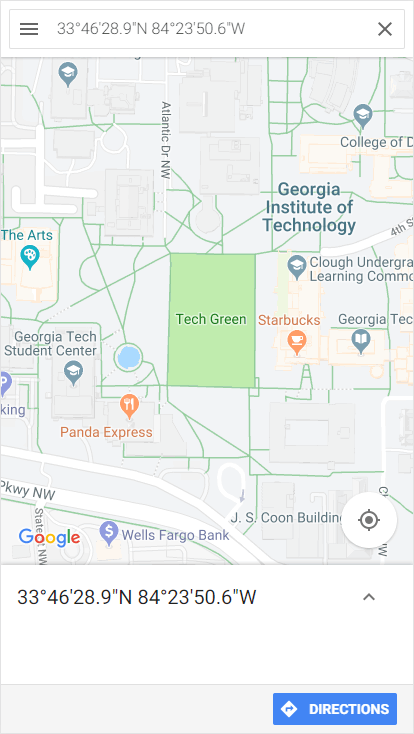 33°46'28.9"N 84°23'50.6"W
Atlantic Dr NW
College of D
Georgia
Institute of
Technology
4th S
The Arts
Clough Undergra
Learning Commo
Tech Green
Starbucks
Georgia Tec
Georgia Tech
Student Center
king
Panda Express
Pkwy NW
State
J. S. Coon Building
Google
Wells Fargo Bank
33°46'28.9"N 84°23'50.6"W
DIRECTIONS